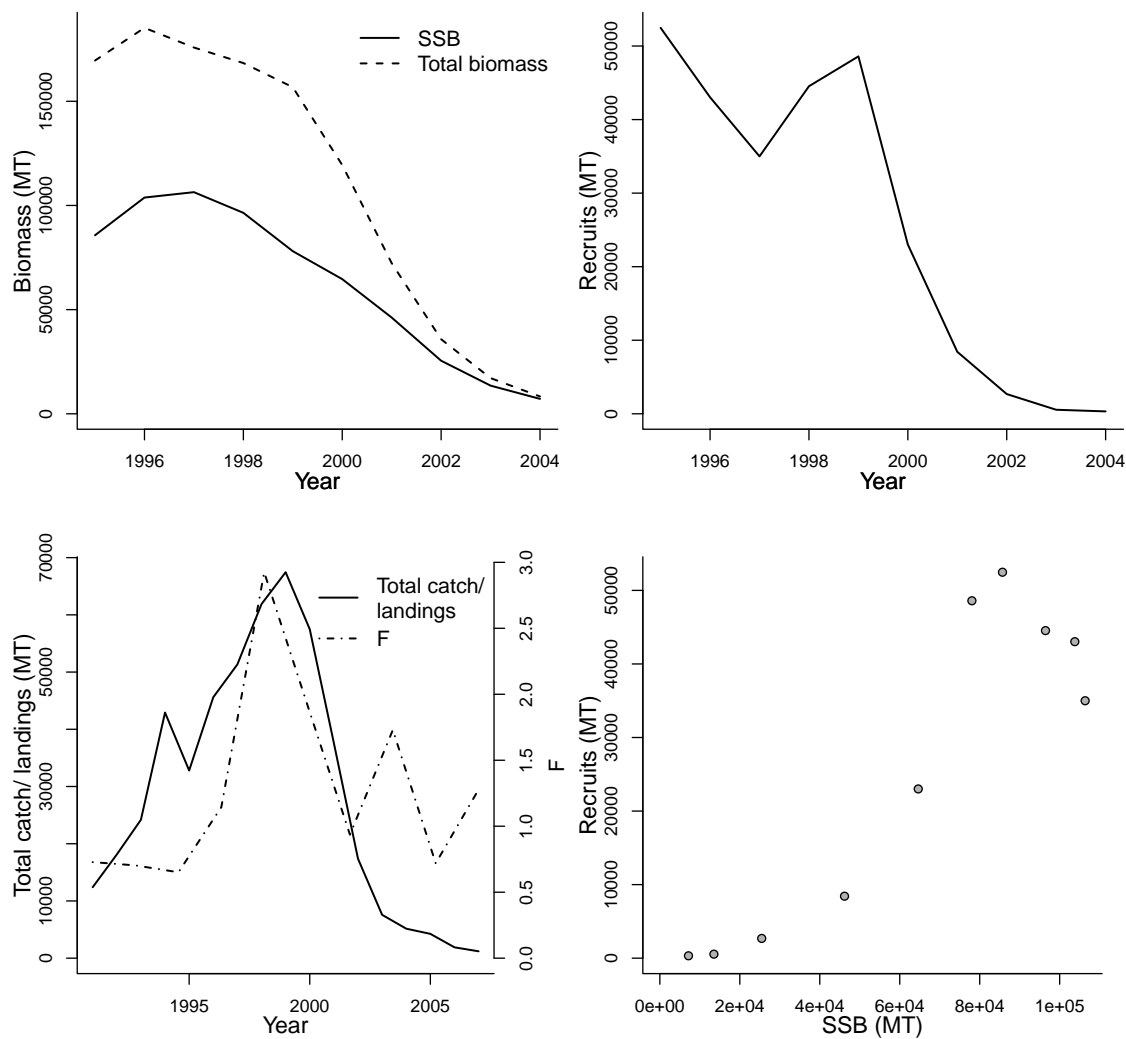 SSB
Total biomass
Biomass (MT)
0
50000
100000
150000
1996
1998
2000
2002
2004
Year
Recruits (MT)
0
10000
20000
30000
40000
50000
1996
1998
2000
2002
2004
Year
Total catch/
landings
F
Total catch/ landings (MT)
0
10000
30000
50000
70000
F
0.0
0.5
1.0
1.5
2.0
2.5
3.0
1995
2000
2005
Year
Recruits (MT)
0
10000
20000
30000
40000
50000
0e+00
2e+04
4e+04
6e+04
8e+04
1e+05
SSB (MT)